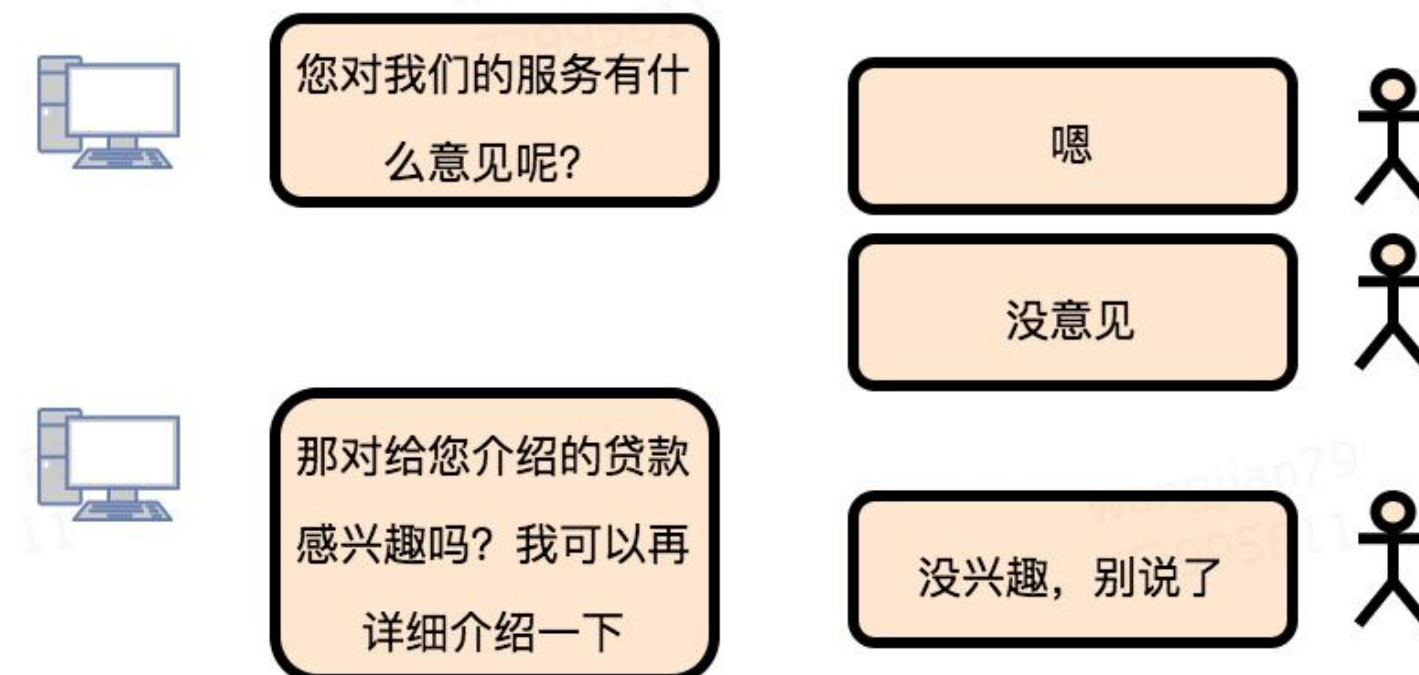 您对我们的服务有什
么意见呢？
嗯
没意见
那对给您介绍的贷款
感兴趣吗？我可以再
详细介绍一下
没兴趣，别说了
wangjian79
11